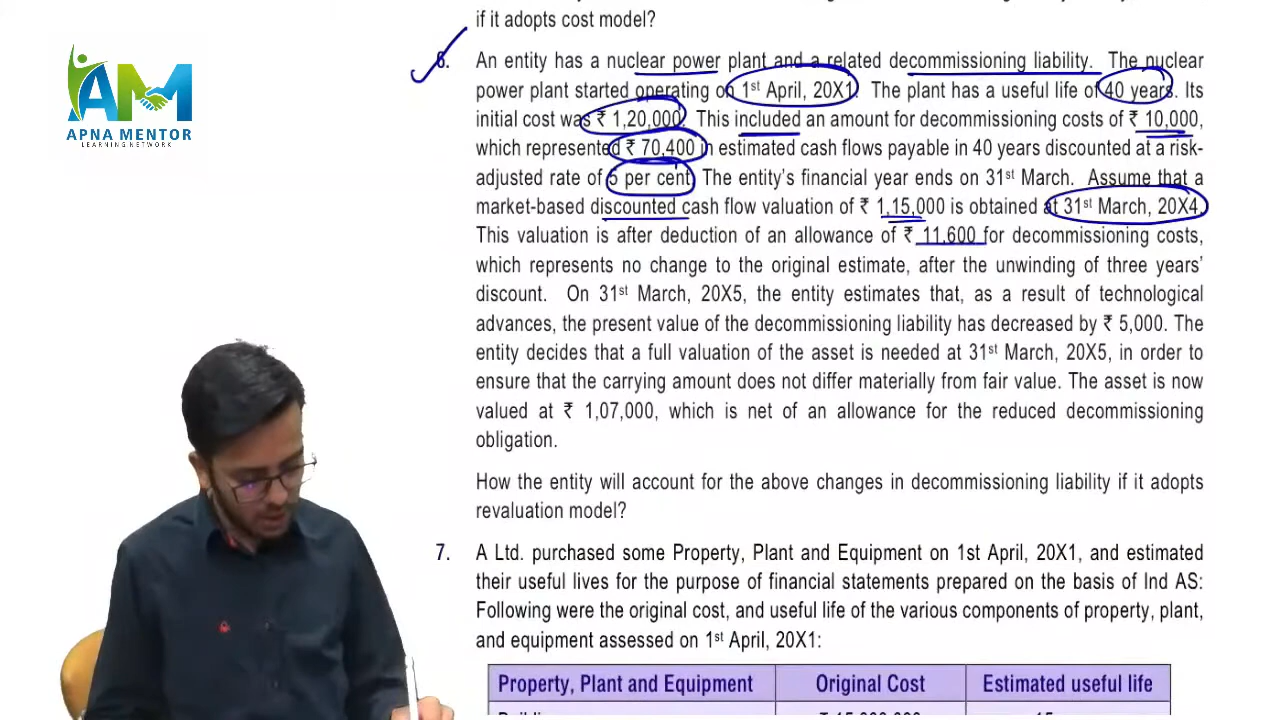 if it adopts cost model?
AM
APNA MENTOR
LEARNING NETWORK
6. An entity has a nuclear power plant and a related decommissioning liability. The nuclear
power plant started operating on 1st April, 20X1. The plant has a useful life of 40 years. Its
initial cost was ₹ 1,20,000. This included an amount for decommissioning costs of ₹ 10,000,
which represented ₹ 70,400 in estimated cash flows payable in 40 years discounted at a risk-
adjusted rate of 5 per cent. The entity's financial year ends on 31st March. Assume that a
market-based discounted cash flow valuation of ₹ 1,15,000 is obtained at 31st March, 20X4.
This valuation is after deduction of an allowance of ₹ 11,600 for decommissioning costs,
which represents no change to the original estimate, after the unwinding of three years'
discount. On 31st March, 20X5, the entity estimates that, as a result of technological
advances, the present value of the decommissioning liability has decreased by ₹ 5,000. The
entity decides that a full valuation of the asset is needed at 31st March, 20X5, in order to
ensure that the carrying amount does not differ materially from fair value. The asset is now
valued at ₹ 1,07,000, which is net of an allowance for the reduced decommissioning
obligation.
How the entity will account for the above changes in decommissioning liability if it adopts
revaluation model?
7. A Ltd. purchased some Property, Plant and Equipment on 1st April, 20X1, and estimated
their useful lives for the purpose of financial statements prepared on the basis of Ind AS:
Following were the original cost, and useful life of the various components of property, plant,
and equipment assessed on 1st April, 20X1:
Property, Plant and Equipment Original Cost Estimated useful life